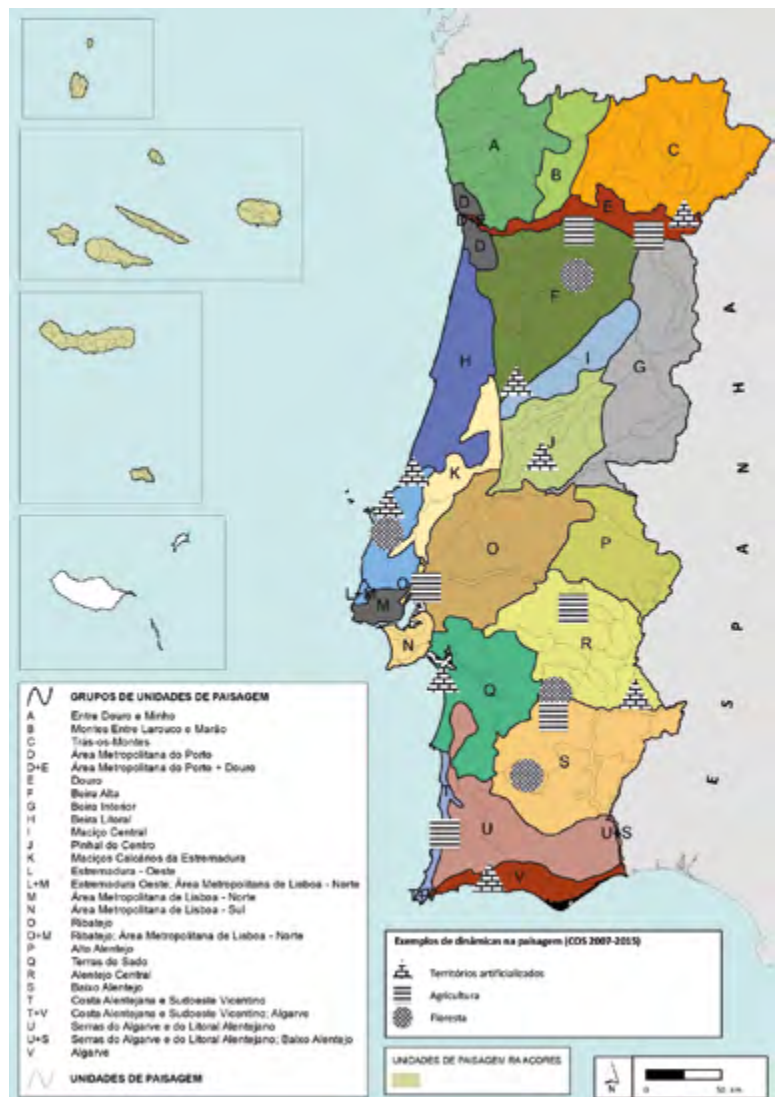 A
B
C
D
D+E
E
D
F
H
I
G
J
K
O
P
L+M
O
M
N
R
Q
S
T
U
U+S
V
T+V
E S P A N H A
GRUPOS DE UNIDADES DE PAISAGEM
A Entre Douro e Minho
B Montes Entre Larouco e Marão
C Trás-os-Montes
D Área Metropolitana do Porto
D+E Área Metropolitana do Porto + Douro
E Douro
F Beira Alta
G Beira Interior
H Beira Litoral
I Maciço Central
J Pinhal do Centro
K Maciços Calcários da Estremadura
L Estremadura - Oeste
L+M Estremadura Oeste; Área Metropolitana de Lisboa - Norte
M Área Metropolitana de Lisboa - Norte
N Área Metropolitana de Lisboa - Sul
O Ribatejo
O+M Ribatejo; Área Metropolitana de Lisboa - Norte
P Alto Alentejo
Q Terras do Sado
R Alentejo Central
S Baixo Alentejo
T Costa Alentejana e Sudoeste Vicentino
T+V Costa Alentejana e Sudoeste Vicentino; Algarve
U Serras do Algarve e do Litoral Alentejano
U+S Serras do Algarve e do Litoral Alentejano; Baixo Alentejo
V Algarve
UNIDADES DE PAISAGEM
Exemplos de dinâmicas na paisagem (COS 2007-2015)
Territórios artificializados
Agricultura
Floresta
UNIDADES DE PAISAGEM RA AÇORES
N
0 50 km